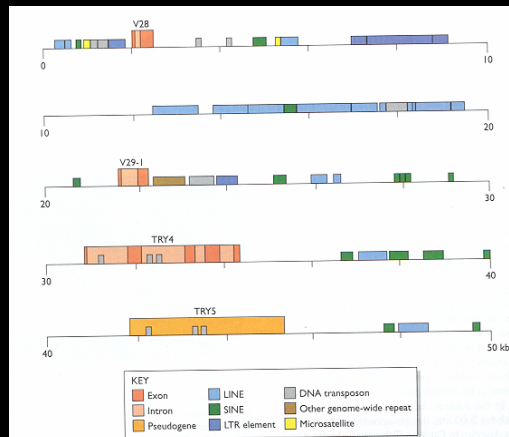 V28
0 10
10 20
V29-1
20 30
TRY4
30 40
TRY5
40 50 kb
KEY
Exon LINE DNA transposon
Intron SINE Other genome-wide repeat
Pseudogene LTR element Microsatellite